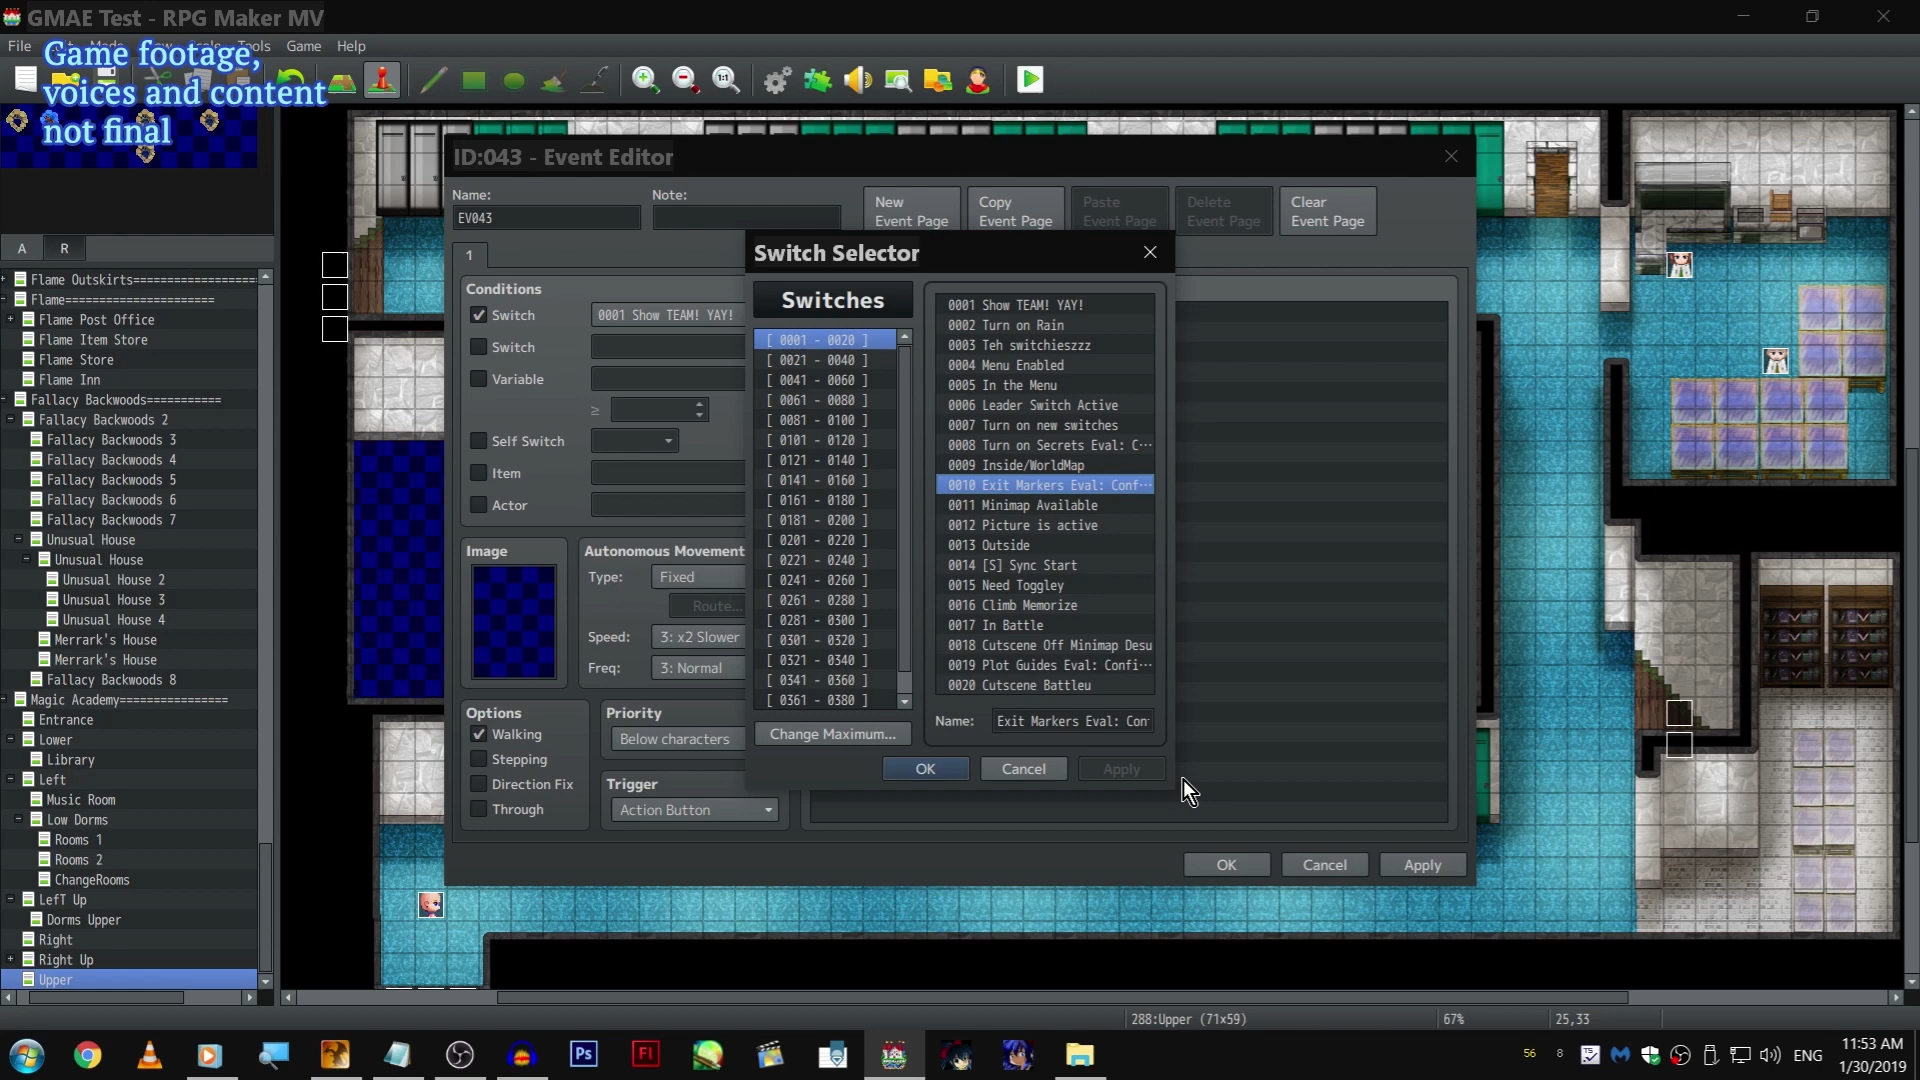 GMAE Test - RPG Maker MV
File
Tools Game Help
Game footage,
voices and content
not final
A R
Flame Outskirts====================
Flame======================
Flame Post Office
Flame Item Store
Flame Store
Flame Inn
Fallacy Backwoods===========
Fallacy Backwoods 2
Fallacy Backwoods 3
Fallacy Backwoods 4
Fallacy Backwoods 5
Fallacy Backwoods 6
Fallacy Backwoods 7
Unusual House
Unusual House
Unusual House 2
Unusual House 3
Unusual House 4
Merrark's House
Merrark's House
Fallacy Backwoods 8
Magic Academy================
Entrance
Lower
Library
Left
Music Room
Low Dorms
Rooms 1
Rooms 2
ChangeRooms
LefT Up
Dorms Upper
Right
Right Up
Upper
ID:043 - Event Editor
Name:
EV043
Note:
New
Event Page
Copy
Event Page
Paste
Event Page
Delete
Event Page
Clear
Event Page
1
Conditions
Switch 0001 Show TEAM! YAY!
Switch
Variable
≥
Self Switch
Item
Actor
Image
Autonomous Movement
Type: Fixed
Route...
Speed: 3: x2 Slower
Freq: 3: Normal
Options
Walking
Stepping
Direction Fix
Through
Priority
Below characters
Trigger
Action Button
OK Cancel Apply
Switch Selector
Switches
[ 0001 - 0020 ]
[ 0021 - 0040 ]
[ 0041 - 0060 ]
[ 0061 - 0080 ]
[ 0081 - 0100 ]
[ 0101 - 0120 ]
[ 0121 - 0140 ]
[ 0141 - 0160 ]
[ 0161 - 0180 ]
[ 0181 - 0200 ]
[ 0201 - 0220 ]
[ 0221 - 0240 ]
[ 0241 - 0260 ]
[ 0261 - 0280 ]
[ 0281 - 0300 ]
[ 0301 - 0320 ]
[ 0321 - 0340 ]
[ 0341 - 0360 ]
[ 0361 - 0380 ]
Change Maximum...
0001 Show TEAM! YAY!
0002 Turn on Rain
0003 Teh switchieszzz
0004 Menu Enabled
0005 In the Menu
0006 Leader Switch Active
0007 Turn on new switches
0008 Turn on Secrets Eval: C···
0009 Inside/WorldMap
0010 Exit Markers Eval: Conf···
0011 Minimap Available
0012 Picture is active
0013 Outside
0014 [S] Sync Start
0015 Need Toggley
0016 Climb Memorize
0017 In Battle
0018 Cutscene Off Minimap Desu
0019 Plot Guides Eval: Confi···
0020 Cutscene Battleu
Name: Exit Markers Eval: Con
OK Cancel Apply
288:Upper (71x59) 67% 25,33
Ps
Fl
56 8 ENG
11:53 AM
1/30/2019